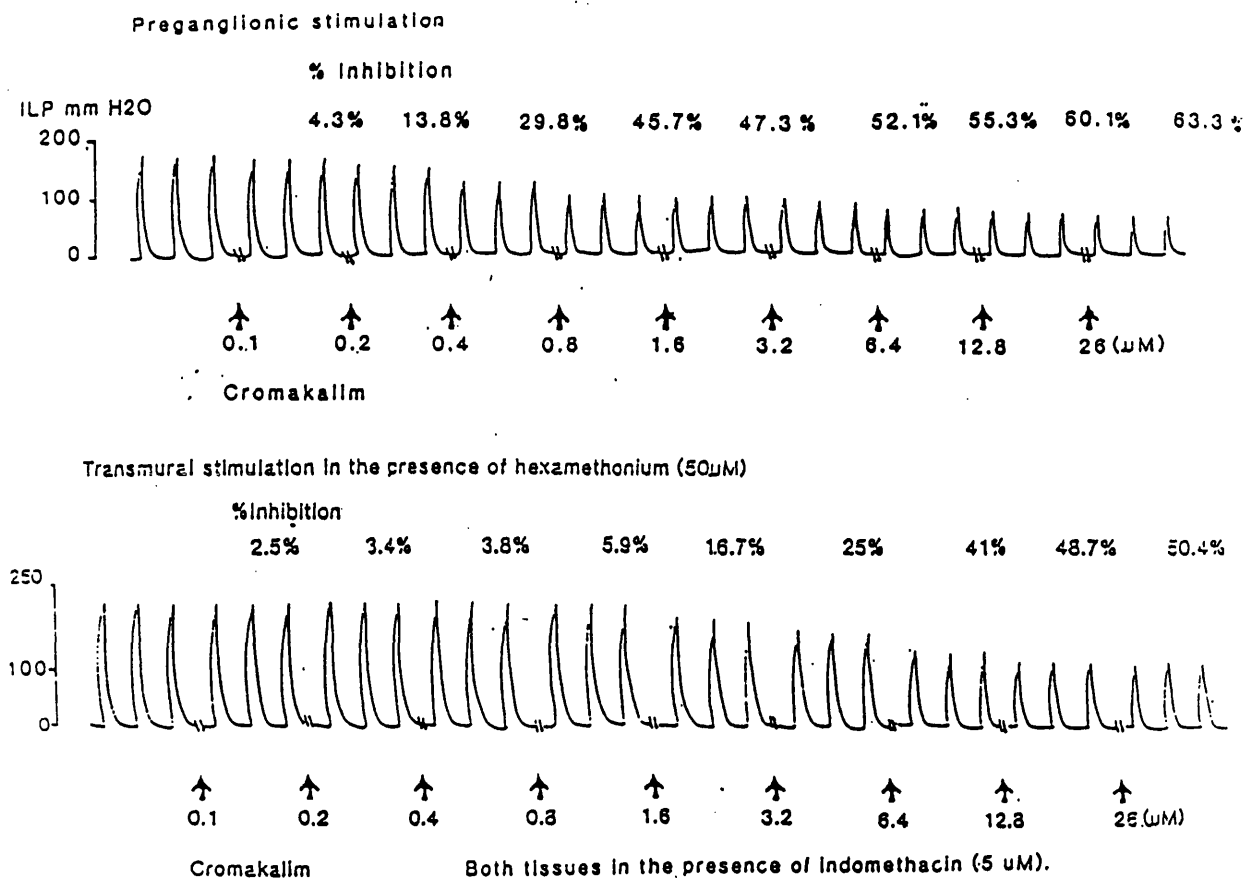 Preganglionic stimulation
% Inhibition
ILP mm H2O
4.3% 13.8% 29.8% 45.7% 47.3% 52.1% 55.3% 60.1% 63.3%
200
100
0
0.1 0.2 0.4 0.8 1.6 3.2 6.4 12.8 26 (uM)
Cromakalim
Transmural stimulation in the presence of hexamethonium (50uM)
%Inhibition
2.5% 3.4% 3.8% 5.9% 16.7% 25% 41% 48.7% 50.4%
250
100
0
0.1 0.2 0.4 0.8 1.6 3.2 6.4 12.8 26 (uM)
Cromakalim Both tissues in the presence of indomethacin (5 uM).